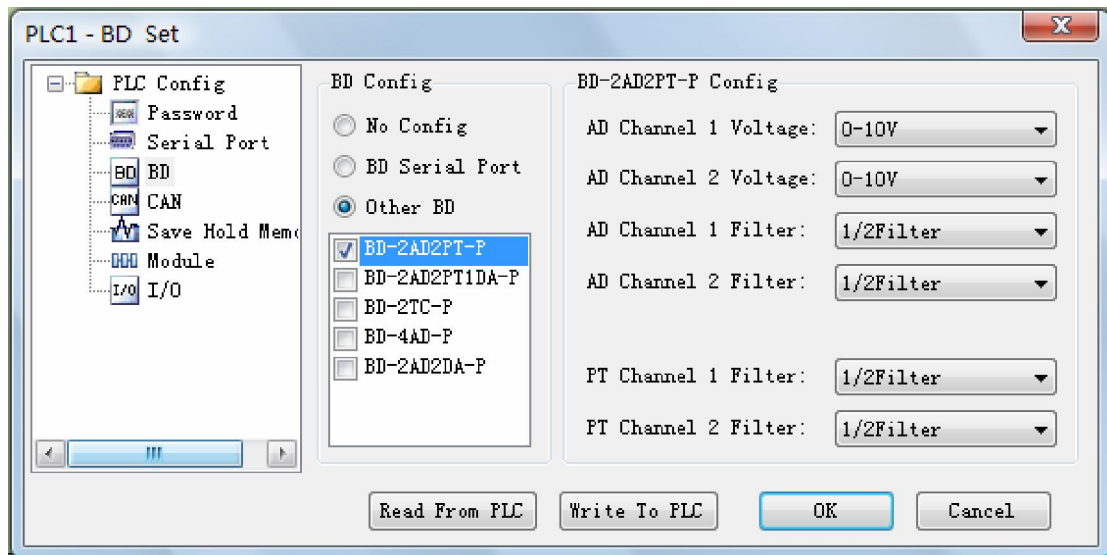 PLC1 - BD Set
PLC Config
Password
Serial Port
BD
BD
CAN
CAN
Save Hold Mem
Module
I/O
I/O
BD Config
No Config
BD Serial Port
Other BD
BD-2AD2PT-P
BD-2AD2PT1DA-P
BD-2TC-P
BD-4AD-P
BD-2AD2DA-P
BD-2AD2PT-P Config
AD Channel 1 Voltage: 0-10V
AD Channel 2 Voltage: 0-10V
AD Channel 1 Filter: 1/2Filter
AD Channel 2 Filter: 1/2Filter
PT Channel 1 Filter: 1/2Filter
PT Channel 2 Filter: 1/2Filter
Read From PLC
Write To PLC
OK
Cancel